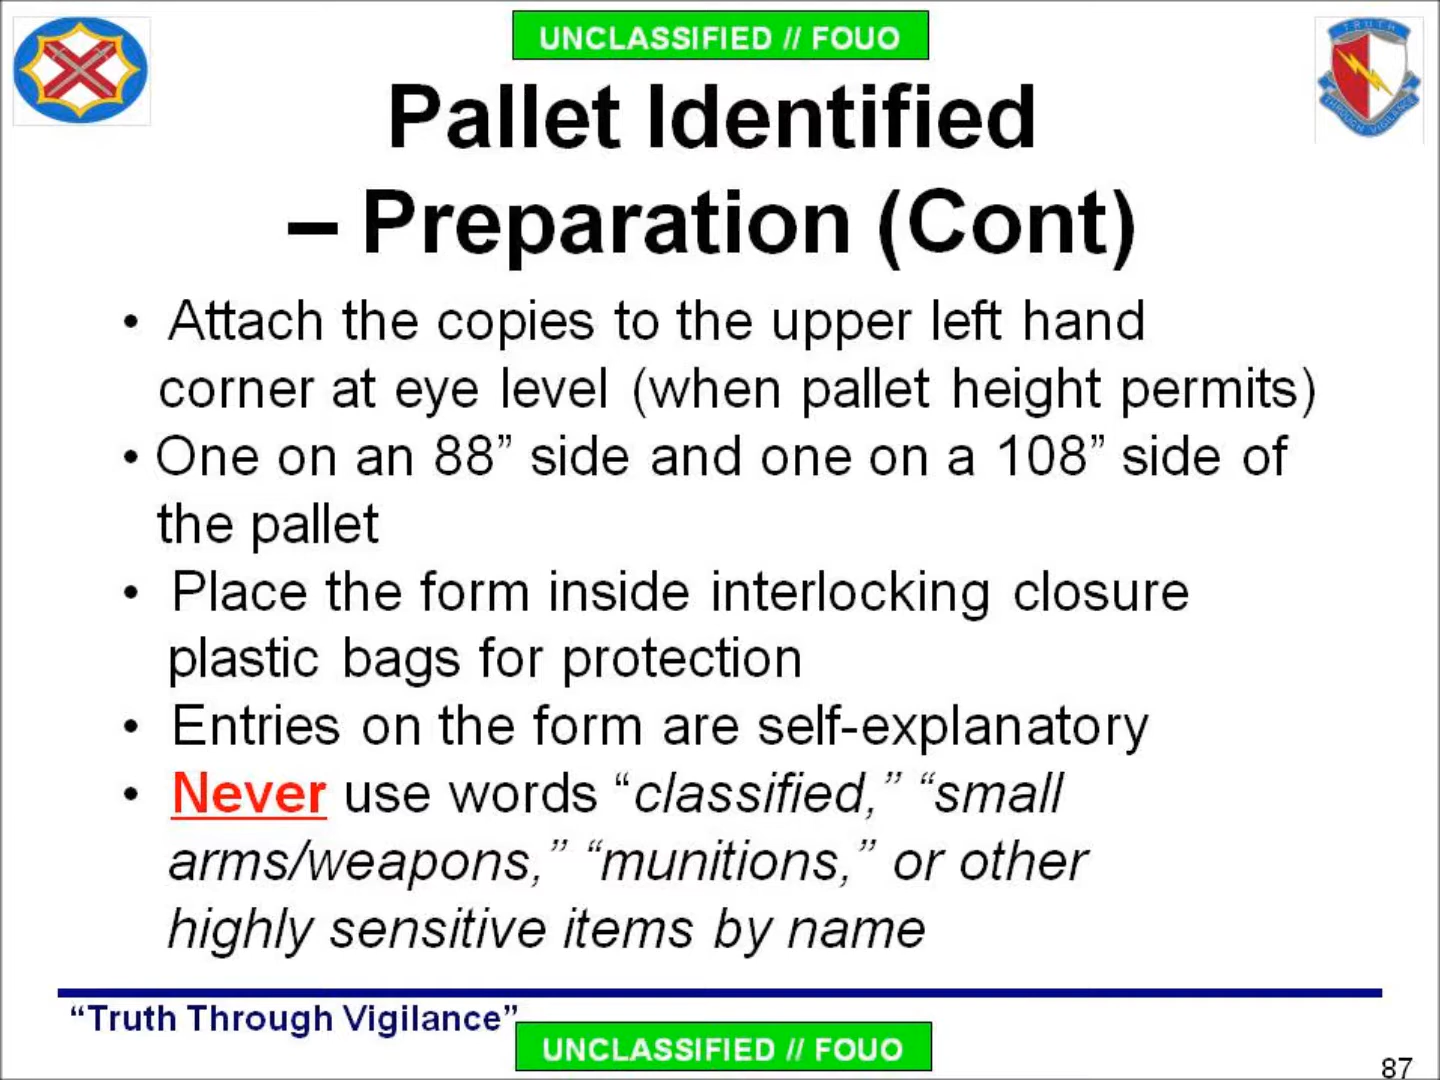 UNCLASSIFIED // FOUO
TRUTH
THROUGH VIGILANCE
Pallet Identified
– Preparation (Cont)
• Attach the copies to the upper left hand
corner at eye level (when pallet height permits)
• One on an 88” side and one on a 108” side of
the pallet
• Place the form inside interlocking closure
plastic bags for protection
• Entries on the form are self-explanatory
• Never use words “classified,” “small
arms/weapons,” “munitions,” or other
highly sensitive items by name
“Truth Through Vigilance”
UNCLASSIFIED // FOUO
87